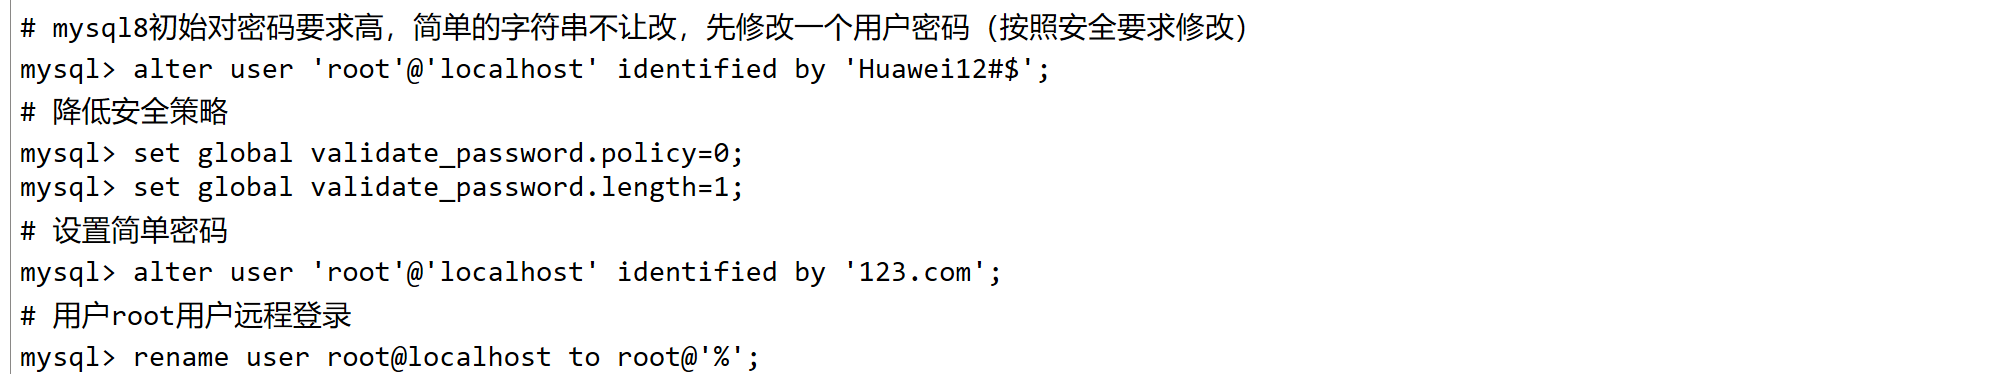 # mysql8初始对密码要求高，简单的字符串不让改，先修改一个用户密码（按照安全要求修改）
mysql> alter user 'root'@'localhost' identified by 'Huawei12#$';
# 降低安全策略
mysql> set global validate_password.policy=0;
mysql> set global validate_password.length=1;
# 设置简单密码
mysql> alter user 'root'@'localhost' identified by '123.com';
# 用户root用户远程登录
mysql> rename user root@localhost to root@'%';